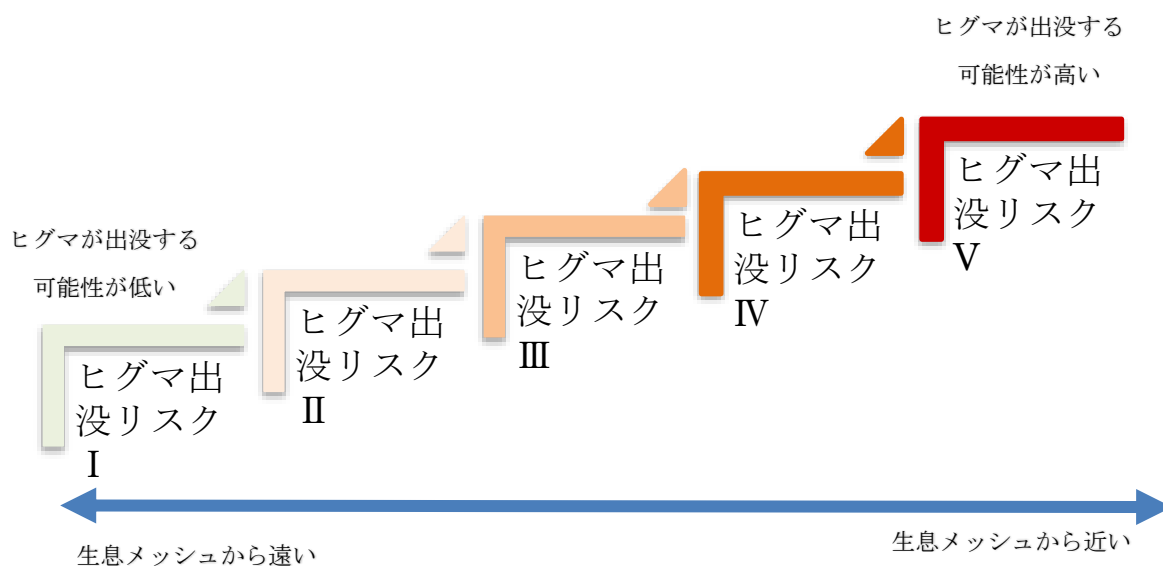 ヒグマが出没する
可能性が高い
ヒグマ出
没リスク
Ⅴ
ヒグマ出
没リスク
Ⅳ
ヒグマ出
没リスク
Ⅲ
ヒグマが出没する
可能性が低い
ヒグマ出
没リスク
Ⅱ
ヒグマ出
没リスク
Ⅰ
生息メッシュから遠い
生息メッシュから近い